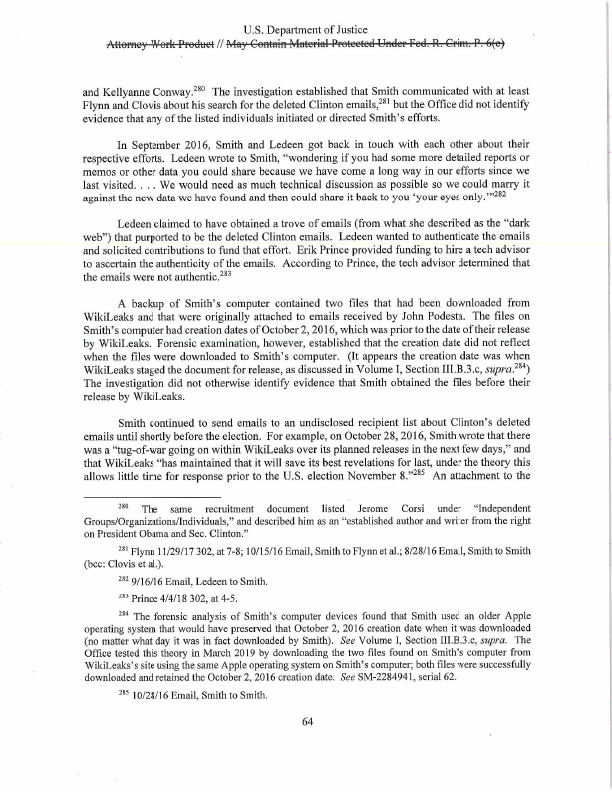 U.S. Department of Justice
Attorney Work Product // May Contain Material Protected Under Fed. R. Crim. P. 6(e)
and Kellyanne Conway.280 The investigation established that Smith communicated with at least
Flynn and Clovis about his search for the deleted Clinton emails,281 but the Office did not identify
evidence that any of the listed individuals initiated or directed Smith's efforts.
In September 2016, Smith and Ledeen got back in touch with each other about their
respective efforts. Ledeen wrote to Smith, "wondering if you had some more detailed reports or
memos or other data you could share because we have come a long way in our efforts since we
last visited. . . . We would need as much technical discussion as possible so we could marry it
against the new data we have found and then could share it back to you 'your eyes only.'"282
Ledeen claimed to have obtained a trove of emails (from what she described as the "dark
web") that purported to be the deleted Clinton emails. Ledeen wanted to authenticate the emails
and solicited contributions to fund that effort. Erik Prince provided funding to hire a tech advisor
to ascertain the authenticity of the emails. According to Prince, the tech advisor determined that
the emails were not authentic.283
A backup of Smith's computer contained two files that had been downloaded from
WikiLeaks and that were originally attached to emails received by John Podesta. The files on
Smith's computer had creation dates of October 2, 2016, which was prior to the date of their release
by WikiLeaks. Forensic examination, however, established that the creation date did not reflect
when the files were downloaded to Smith's computer. (It appears the creation date was when
WikiLeaks staged the document for release, as discussed in Volume I, Section III.B.3.c, supra.284)
The investigation did not otherwise identify evidence that Smith obtained the files before their
release by WikiLeaks.
Smith continued to send emails to an undisclosed recipient list about Clinton's deleted
emails until shortly before the election. For example, on October 28, 2016, Smith wrote that there
was a "tug-of-war going on within WikiLeaks over its planned releases in the next few days," and
that WikiLeaks "has maintained that it will save its best revelations for last, under the theory this
allows little time for response prior to the U.S. election November 8."285 An attachment to the
280 The same recruitment document listed Jerome Corsi under "Independent
Groups/Organizations/Individuals," and described him as an "established author and writer from the right
on President Obama and Sec. Clinton."
281 Flynn 11/29/17 302, at 7-8; 10/15/16 Email, Smith to Flynn et al.; 8/28/16 Email, Smith to Smith
(bcc: Clovis et al.).
282 9/16/16 Email, Ledeen to Smith.
283 Prince 4/4/18 302, at 4-5.
284 The forensic analysis of Smith's computer devices found that Smith used an older Apple
operating system that would have preserved that October 2, 2016 creation date when it was downloaded
(no matter what day it was in fact downloaded by Smith). See Volume I, Section III.B.3.c, supra. The
Office tested this theory in March 2019 by downloading the two files found on Smith's computer from
WikiLeaks's site using the same Apple operating system on Smith's computer; both files were successfully
downloaded and retained the October 2, 2016 creation date. See SM-2284941, serial 62.
285 10/28/16 Email, Smith to Smith.
64